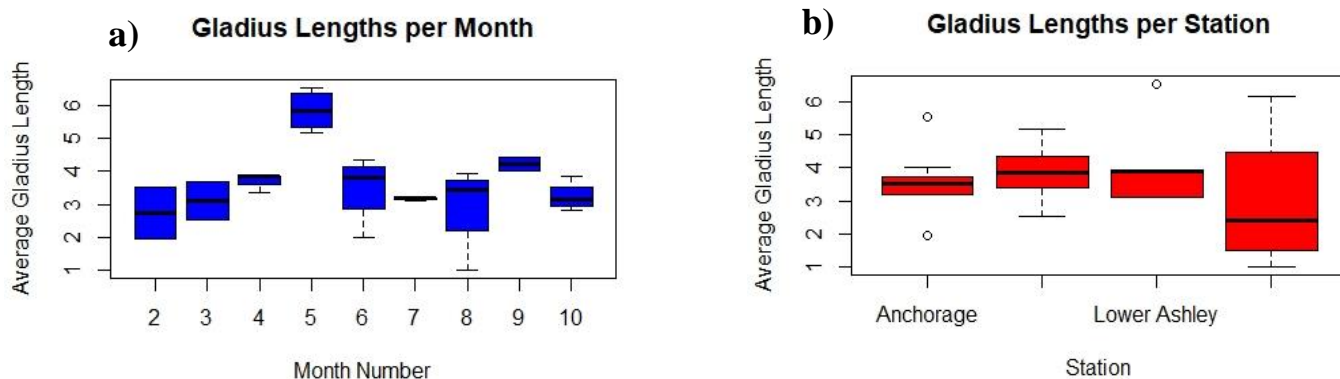 a)
Gladius Lengths per Month
Average Gladius Length
6
5
4
3
2
1
2 3 4 5 6 7 8 9 10
Month Number
b)
Gladius Lengths per Station
Average Gladius Length
6
5
4
3
2
1
Anchorage Lower Ashley
Station